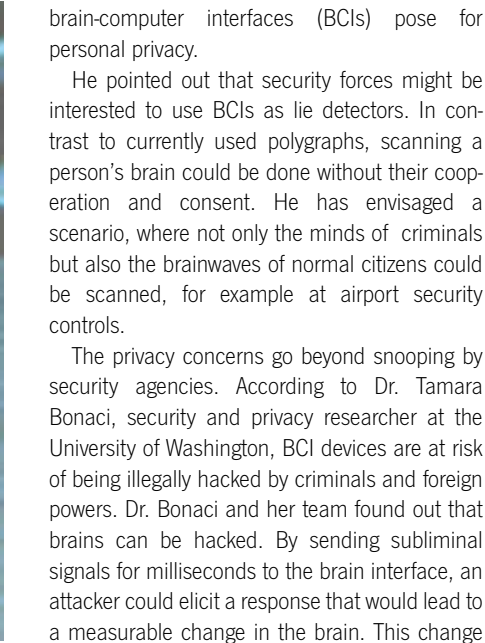 brain-computer interfaces (BCIs) pose for
personal privacy.
He pointed out that security forces might be
interested to use BCIs as lie detectors. In con-
trast to currently used polygraphs, scanning a
person's brain could be done without their coop-
eration and consent. He has envisaged a
scenario, where not only the minds of criminals
but also the brainwaves of normal citizens could
be scanned, for example at airport security
controls.
The privacy concerns go beyond snooping by
security agencies. According to Dr. Tamara
Bonaci, security and privacy researcher at the
University of Washington, BCI devices are at risk
of being illegally hacked by criminals and foreign
powers. Dr. Bonaci and her team found out that
brains can be hacked. By sending subliminal
signals for milliseconds to the brain interface, an
attacker could elicit a response that would lead to
a measurable change in the brain. This change